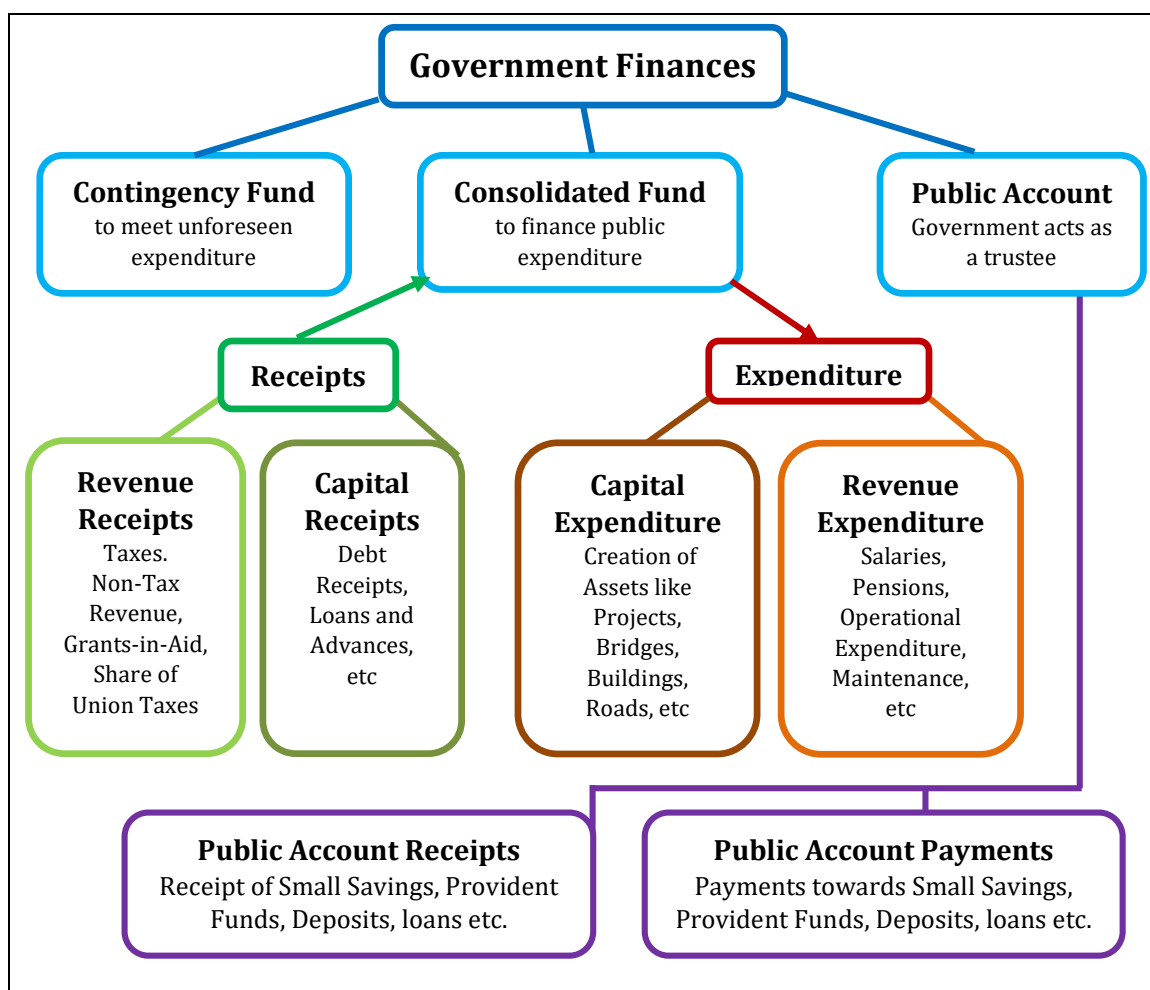 Government Finances
Contingency Fund
to meet unforeseen
expenditure
Consolidated Fund
to finance public
expenditure
Public Account
Government acts as
a trustee
Receipts
Expenditure
Revenue
Receipts
Taxes.
Non-Tax
Revenue,
Grants-in-Aid,
Share of
Union Taxes
Capital
Receipts
Debt
Receipts,
Loans and
Advances,
etc
Capital
Expenditure
Creation of
Assets like
Projects,
Bridges,
Buildings,
Roads, etc
Revenue
Expenditure
Salaries,
Pensions,
Operational
Expenditure,
Maintenance,
etc
Public Account Receipts
Receipt of Small Savings, Provident
Funds, Deposits, loans etc.
Public Account Payments
Payments towards Small Savings,
Provident Funds, Deposits, loans etc.